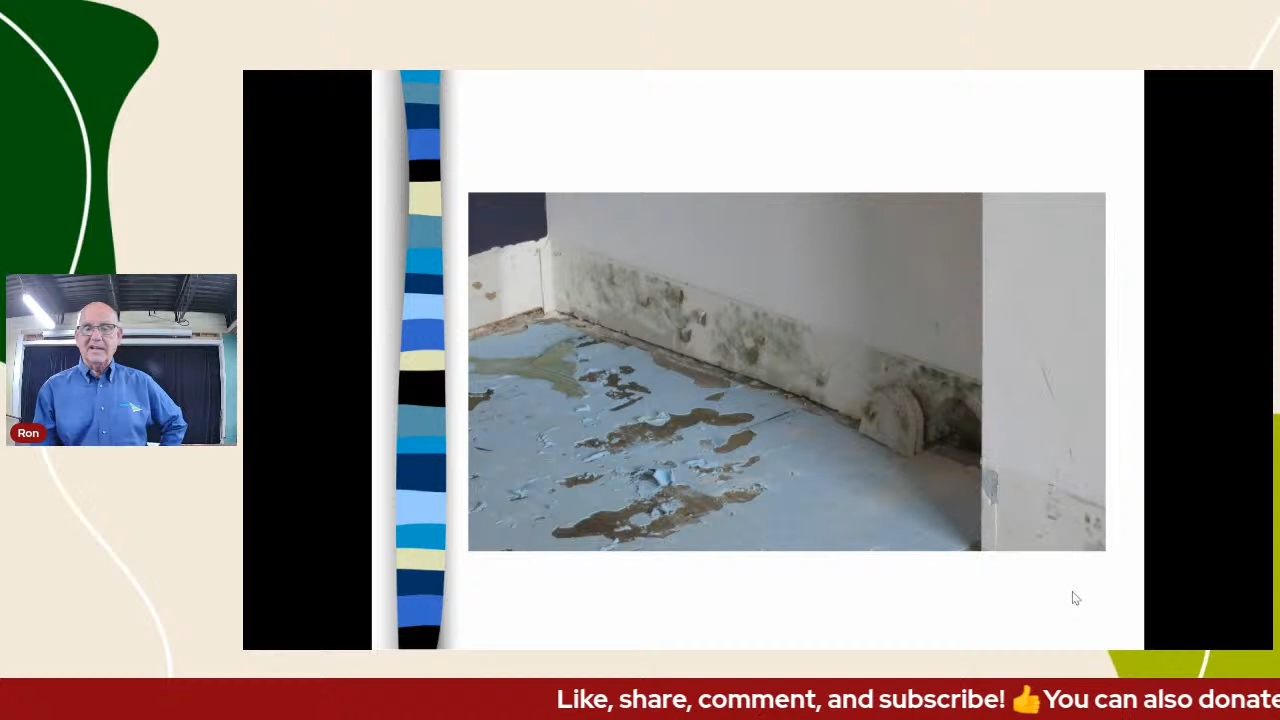 Ron
Like, share, comment, and subscribe! 👍You can also donate